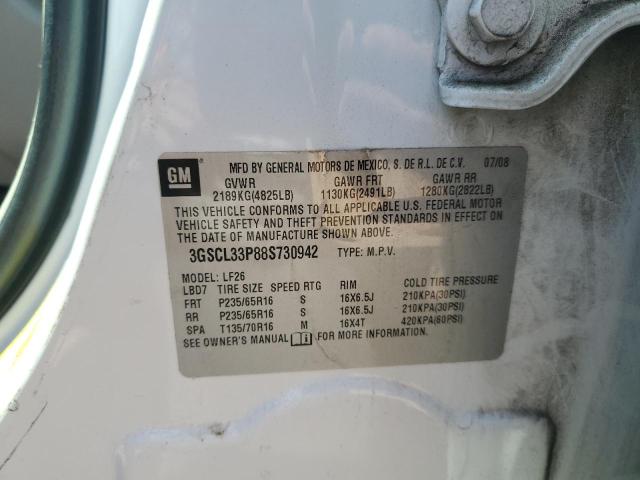 GM MFD BY GENERAL MOTORS DE MEXICO, S. DE R.L. DE C.V. 07/08
GVWR GAWR FRT GAWR RR
2189KG(4825LB) 1130KG(2491LB) 1280KG(2822LB)
THIS VEHICLE CONFORMS TO ALL APPLICABLE U.S. FEDERAL MOTOR
VEHICLE SAFETY AND THEFT PREVENTION STANDARDS IN EFFECT ON
THE DATE OF MANUFACTURE SHOWN ABOVE.
3GSCL33P88S730942 TYPE: M.P.V.
MODEL: LF26
LBD7 TIRE SIZE SPEED RTG RIM COLD TIRE PRESSURE
FRT P235/65R16 S 16X6.5J 210KPA(30PSI)
RR P235/65R16 S 16X6.5J 210KPA(30PSI)
SPA T135/70R16 M 16X4T 420KPA(60PSI)
SEE OWNER'S MANUAL FOR MORE INFORMATION.